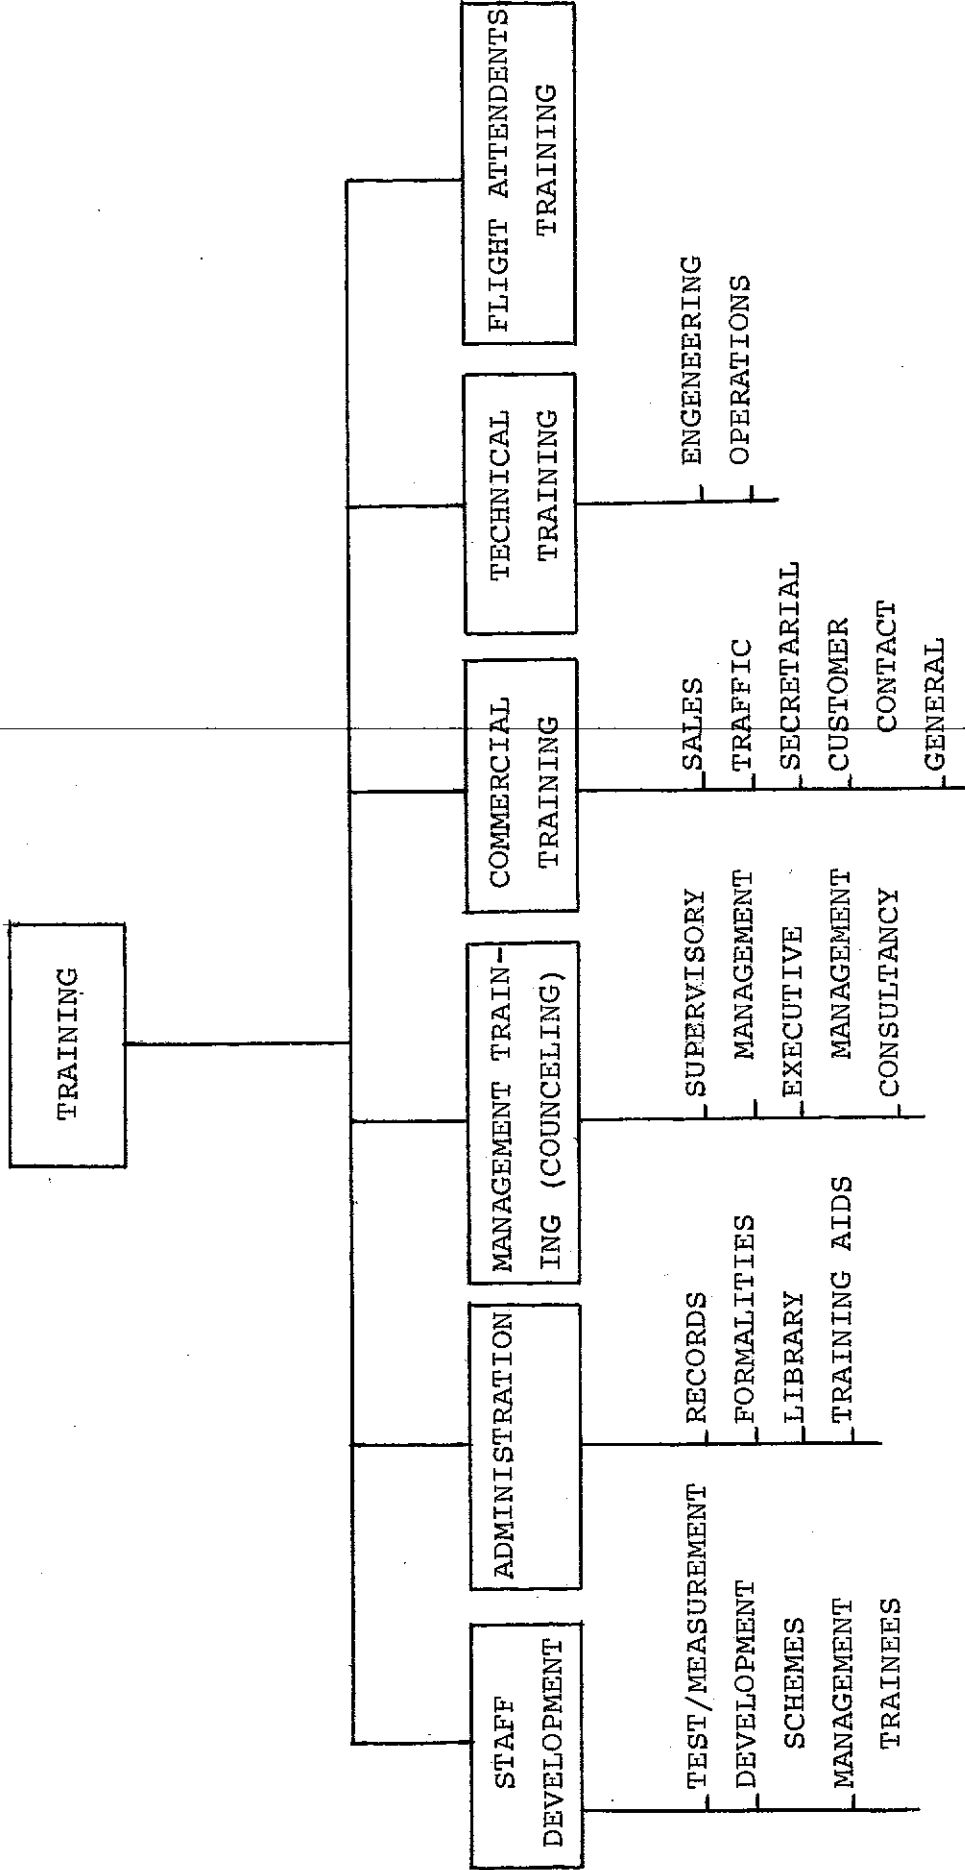 TRAINING
STAFF
DEVELOPMENT
TEST/MEASUREMENT
DEVELOPMENT
SCHEMES
MANAGEMENT
TRAINEES
ADMINISTRATION
RECORDS
FORMALITIES
LIBRARY
TRAINING AIDS
MANAGEMENT TRAIN-
ING (COUNCELING)
SUPERVISORY
MANAGEMENT
EXECUTIVE
MANAGEMENT
CONSULTANCY
COMMERCIAL
TRAINING
SALES
TRAFFIC
SECRETARIAL
CUSTOMER
CONTACT
GENERAL
TECHNICAL
TRAINING
ENGENEERING
OPERATIONS
FLIGHT ATTENDENTS
TRAINING